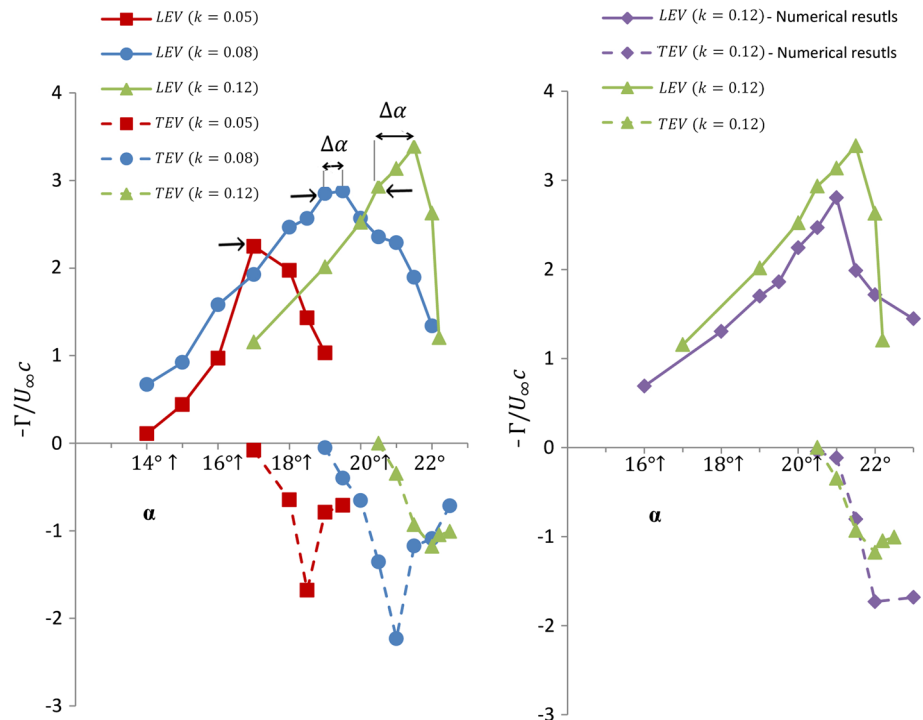 LEV (k = 0.05)
LEV (k = 0.08)
LEV (k = 0.12)
TEV (k = 0.05)
TEV (k = 0.08)
TEV (k = 0.12)
Δα
Δα
4
3
2
1
0
-1
-2
-3
-Γ/U∞c
14° ↑
16°↑
18°↑
20°↑
22°
α
LEV (k = 0.12)- Numerical resutls
TEV (k = 0.12)- Numerical resutls
LEV (k = 0.12)
TEV (k = 0.12)
4
3
2
1
0
-1
-2
-3
-Γ/U∞c
16°↑
18°↑
20°↑
22°
α